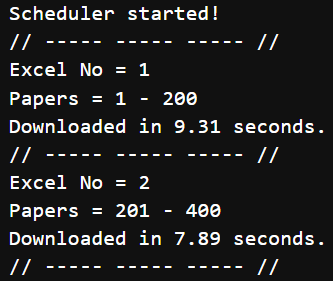 Scheduler started!
// ----- ----- ----- //
Excel No = 1
Papers = 1 - 200
Downloaded in 9.31 seconds.
// ----- ----- ----- //
Excel No = 2
Papers = 201 - 400
Downloaded in 7.89 seconds.
// ----- ----- ----- //